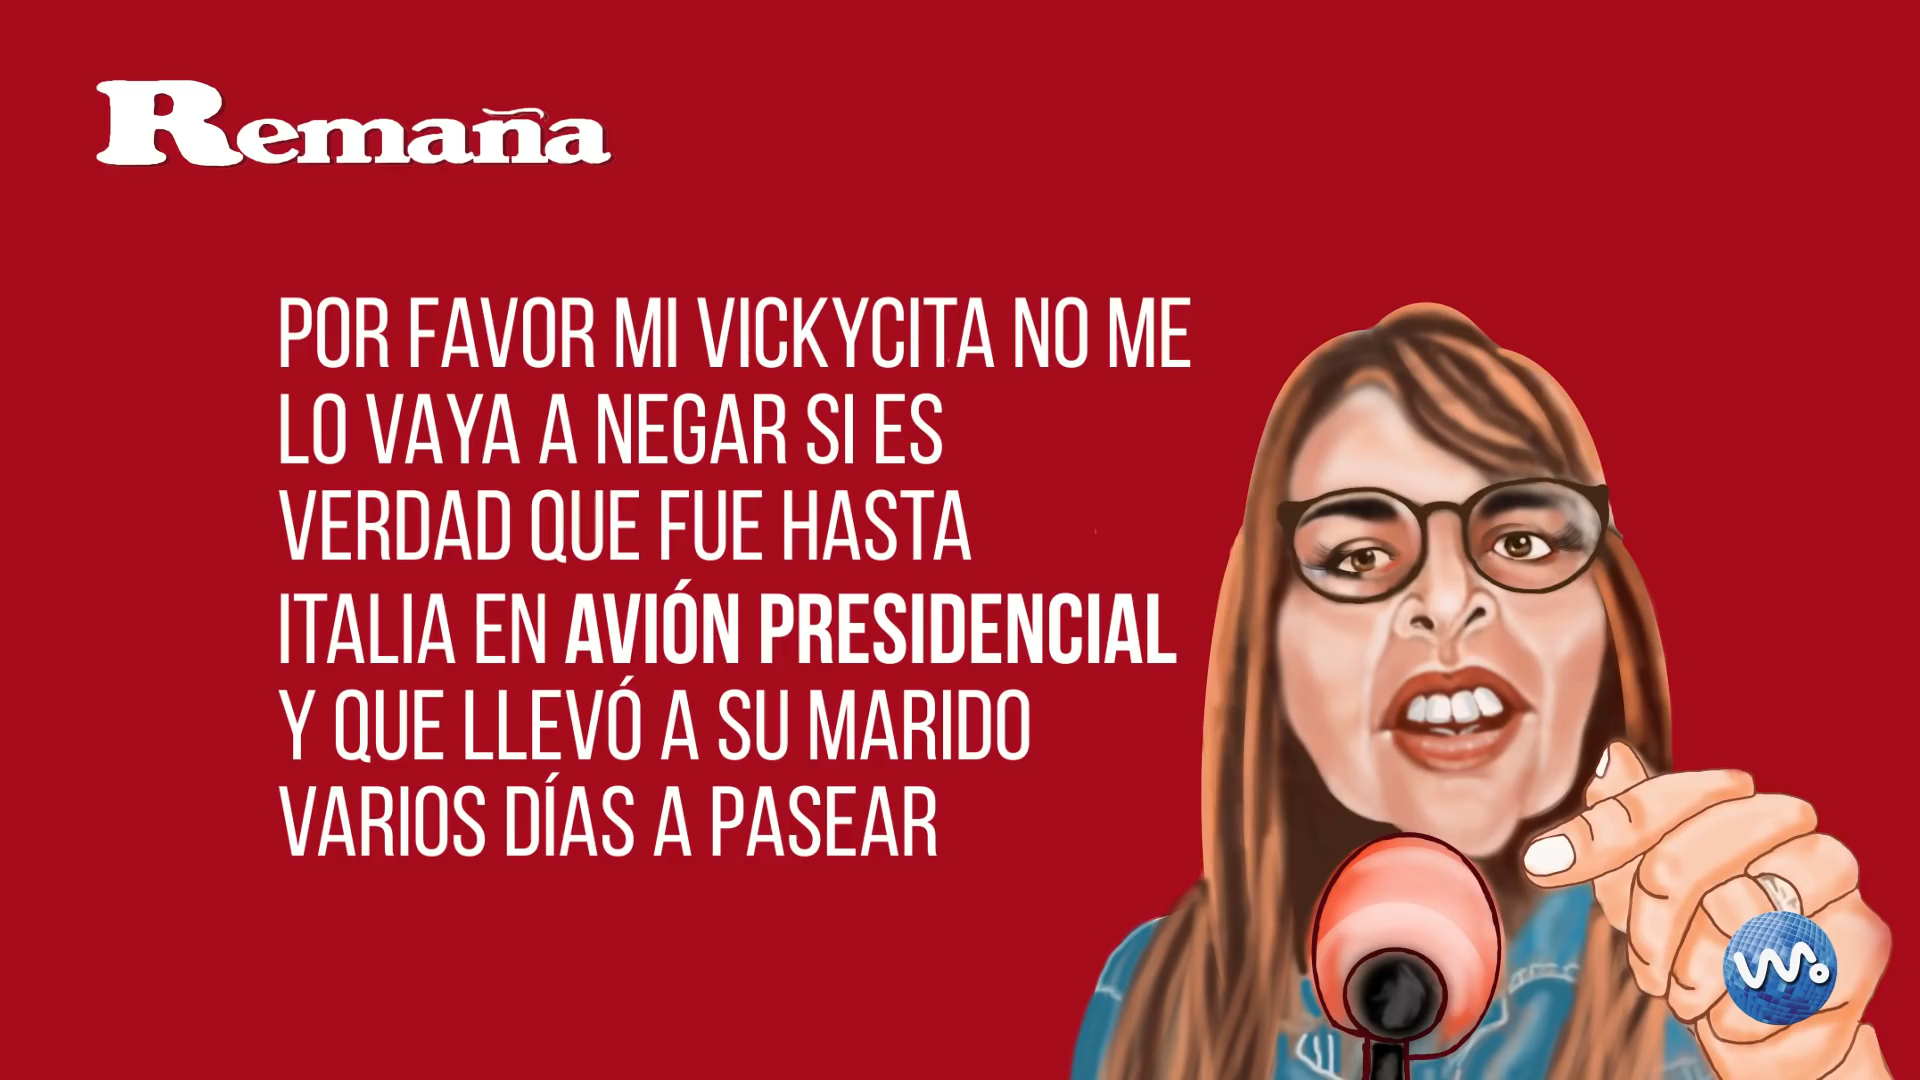 Remaña
POR FAVOR MI VICKYCITA NO ME
LO VAYA A NEGAR SI ES
VERDAD QUE FUE HASTA
ITALIA EN AVIÓN PRESIDENCIAL
Y QUE LLEVÓ A SU MARIDO
VARIOS DÍAS A PASEAR
W